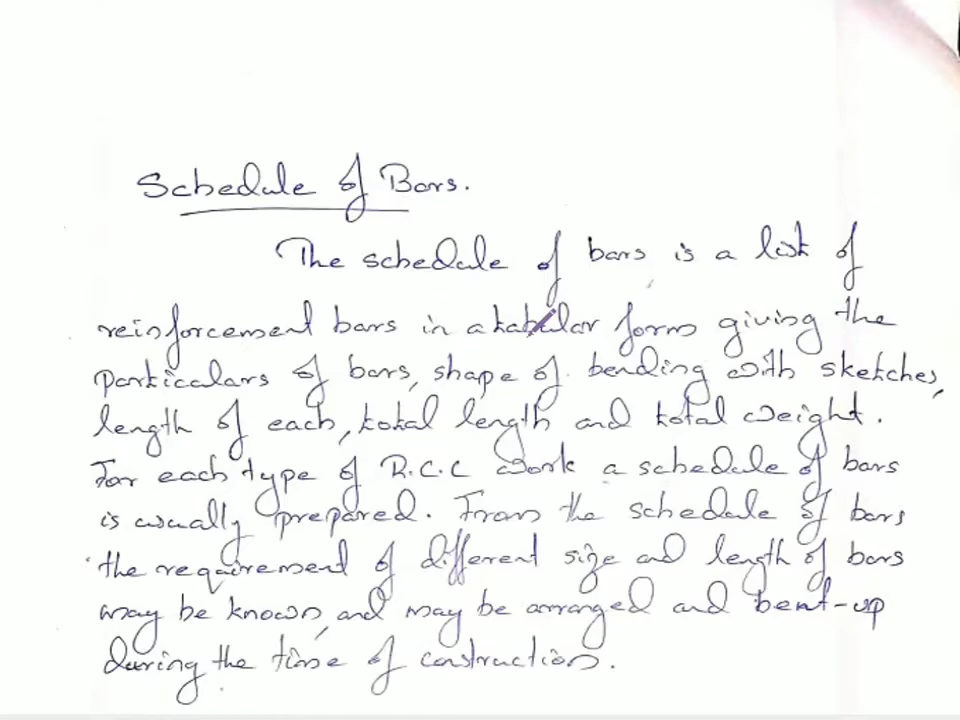 Schedule of Bars.
The schedule of bars is a list of
reinforcement bars in a tabular form giving the
particulars of bars, shape of bending with sketches,
length of each, total length and total weight.
For each type of R.C.C work a schedule of bars
is usually prepared. From the schedule of bars
the requirement of different size and length of bars
may be known, and may be arranged and bent-up
during the time of construction.